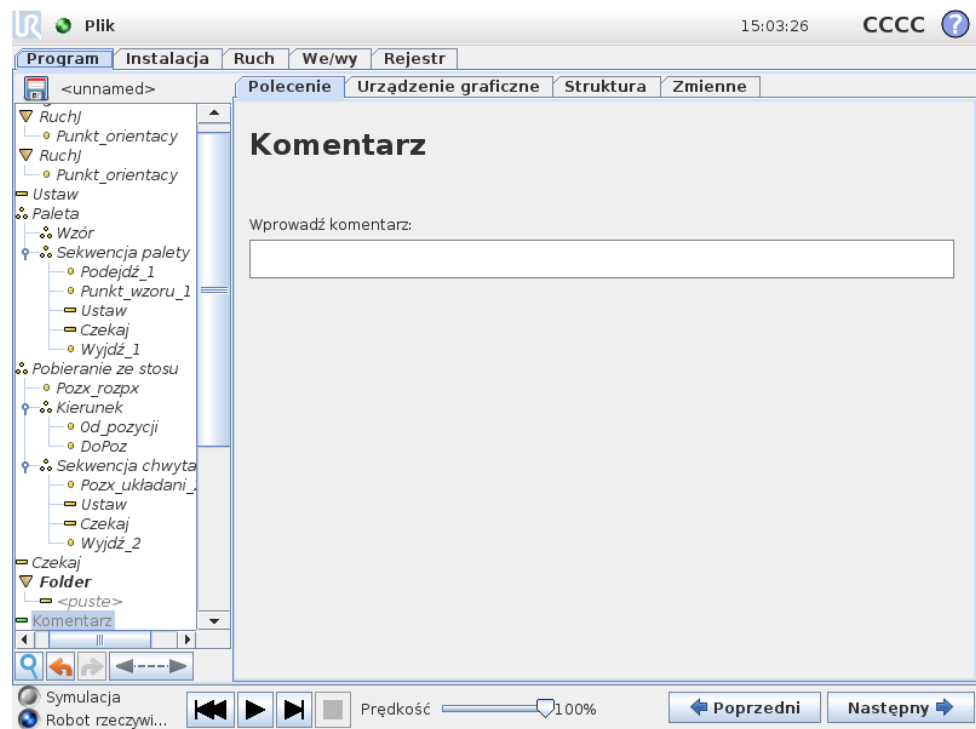 UR Plik 15:03:26 CCCC ?
Program Instalacja Ruch We/wy Rejestr
<unnamed>
Polecenie Urządzenie graficzne Struktura Zmienne
RuchJ
Punkt_orientacy
RuchJ
Punkt_orientacy
Ustaw
Paleta
Wzór
Sekwencja palety
Podejdź_1
Punkt_wzoru_1
Ustaw
Czekaj
Wyjdź_1
Pobieranie ze stosu
Pozx_rozpx
Kierunek
Od_pozycji
DoPoz
Sekwencja chwyta
Pozx_układani_
Ustaw
Czekaj
Wyjdź_2
Czekaj
Folder
<puste>
Komentarz
Komentarz
Wprowadź komentarz:
Symulacja
Robot rzeczywi...
Prędkość 100%
Poprzedni Następny